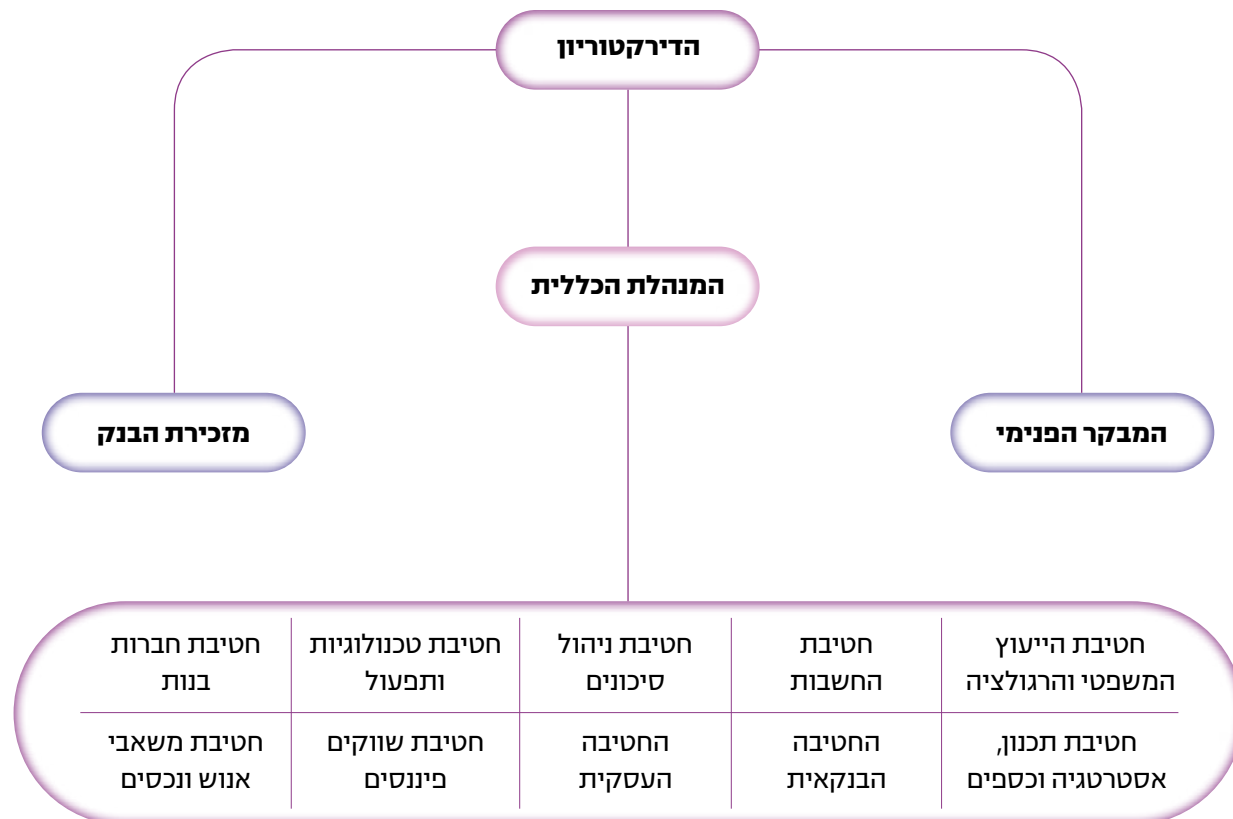 הדירקטוריון
המנהלת הכללית
המבקר הפנימי
מזכירת הבנק
חטיבת הייעוץ
המשפטי והרגולציה
חטיבת
החשבות
חטיבת ניהול
סיכונים
חטיבת טכנולוגיות
ותפעול
חטיבת חברות
בנות
חטיבת תכנון,
אסטרטגיה וכספים
החטיבה
הבנקאית
החטיבה
העסקית
חטיבת שווקים
פיננסים
חטיבת משאבי
אנוש ונכסים